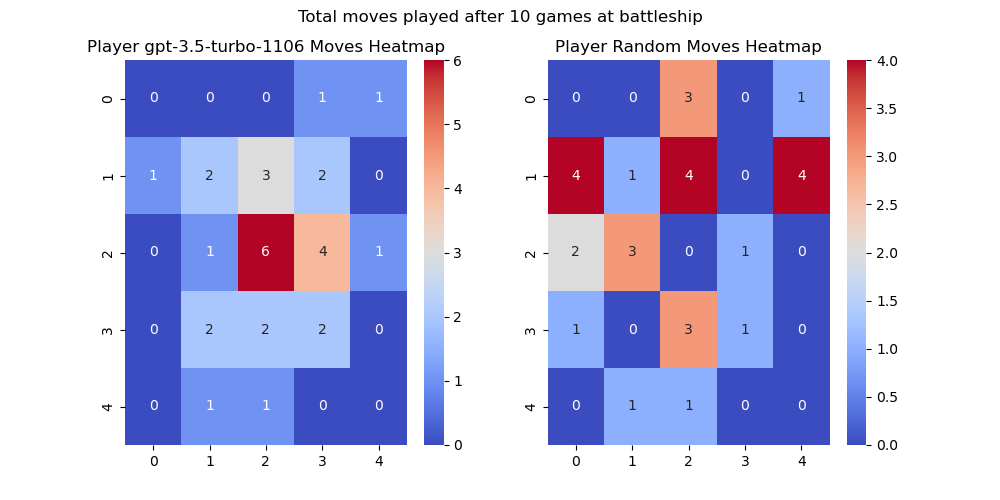 Total moves played after 10 games at battleship
Player gpt-3.5-turbo-1106 Moves Heatmap
0 0 0 0 1 1
1 1 2 3 2 0
2 0 1 6 4 1
3 0 2 2 2 0
4 0 1 1 0 0
0 1 2 3 4
6
5
4
3
2
1
0
Player Random Moves Heatmap
0 0 0 3 0 1
1 4 1 4 0 4
2 2 3 0 1 0
3 1 0 3 1 0
4 0 1 1 0 0
0 1 2 3 4
4.0
3.5
3.0
2.5
2.0
1.5
1.0
0.5
0.0